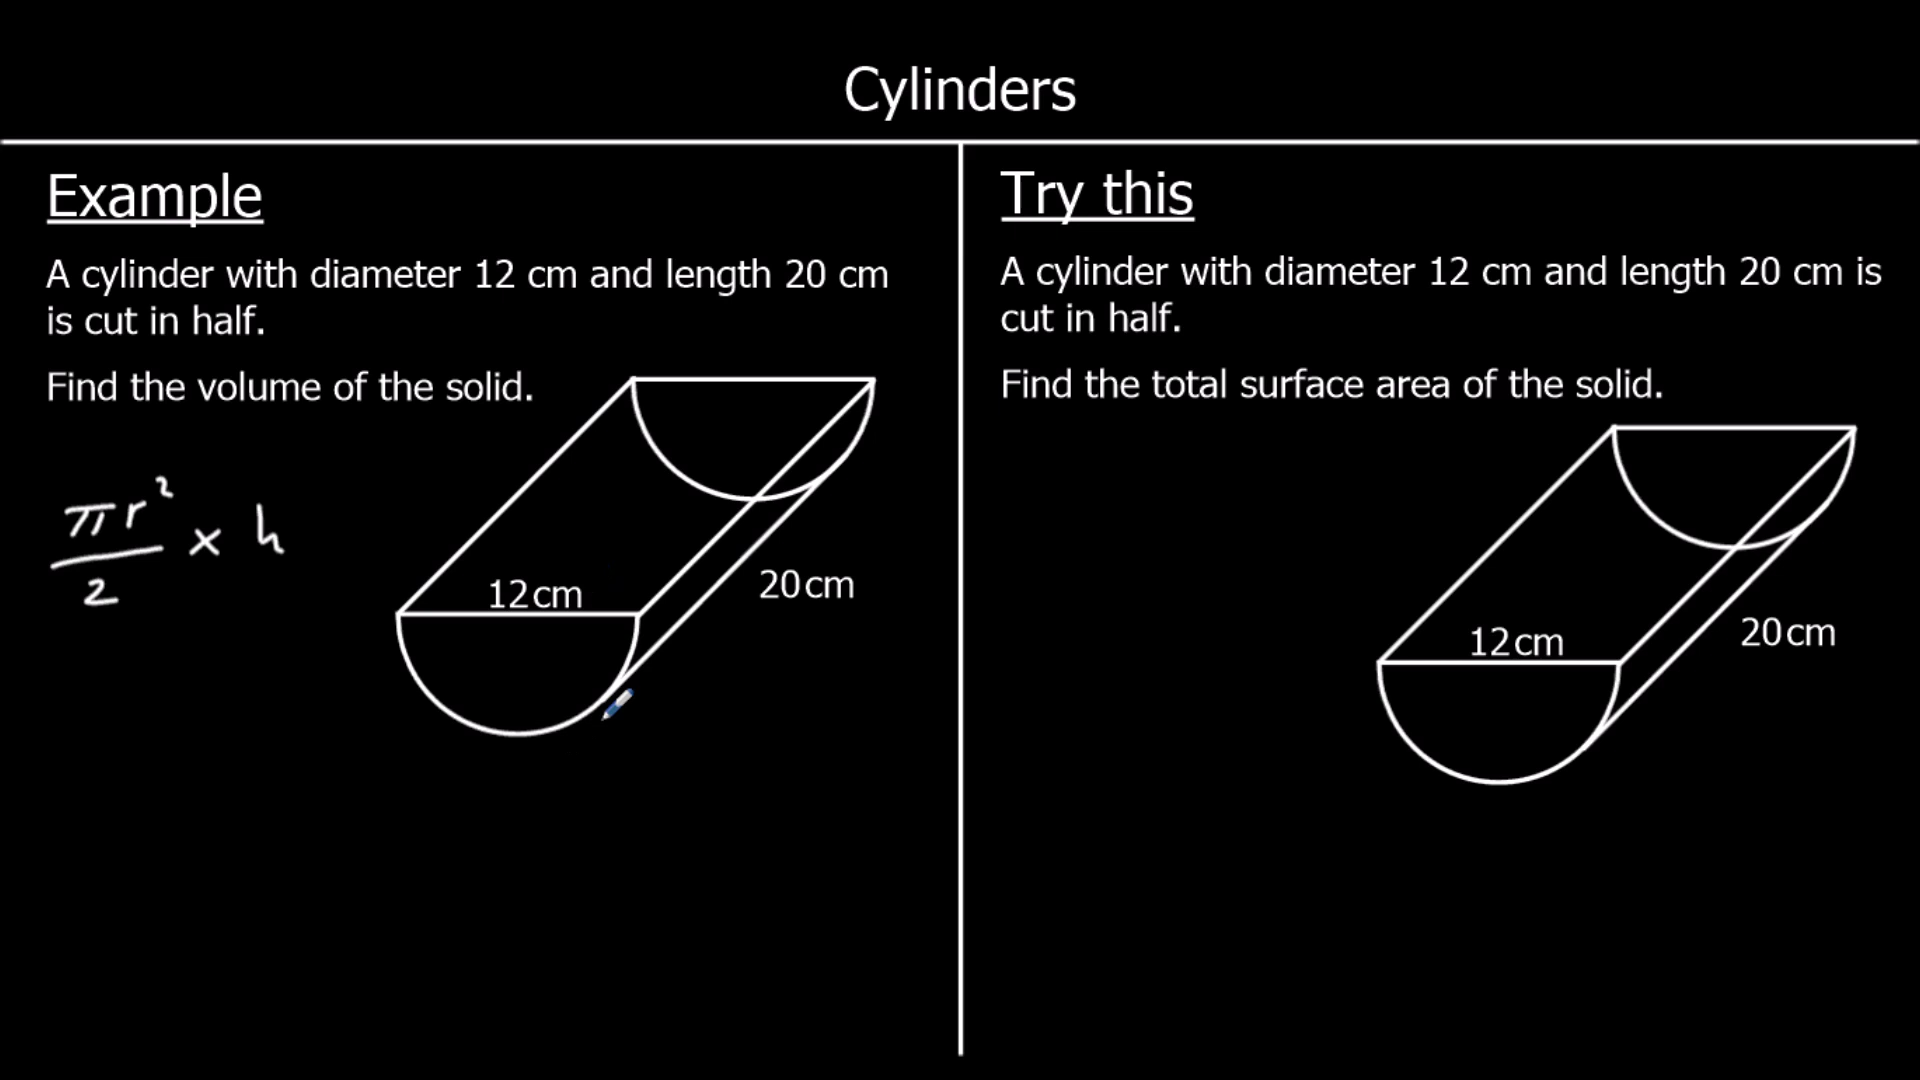 Cylinders
Example
A cylinder with diameter 12 cm and length 20 cm
is cut in half.
Find the volume of the solid.
πr²
2
× h
12cm
20cm
Try this
A cylinder with diameter 12 cm and length 20 cm is
cut in half.
Find the total surface area of the solid.
12cm
20cm